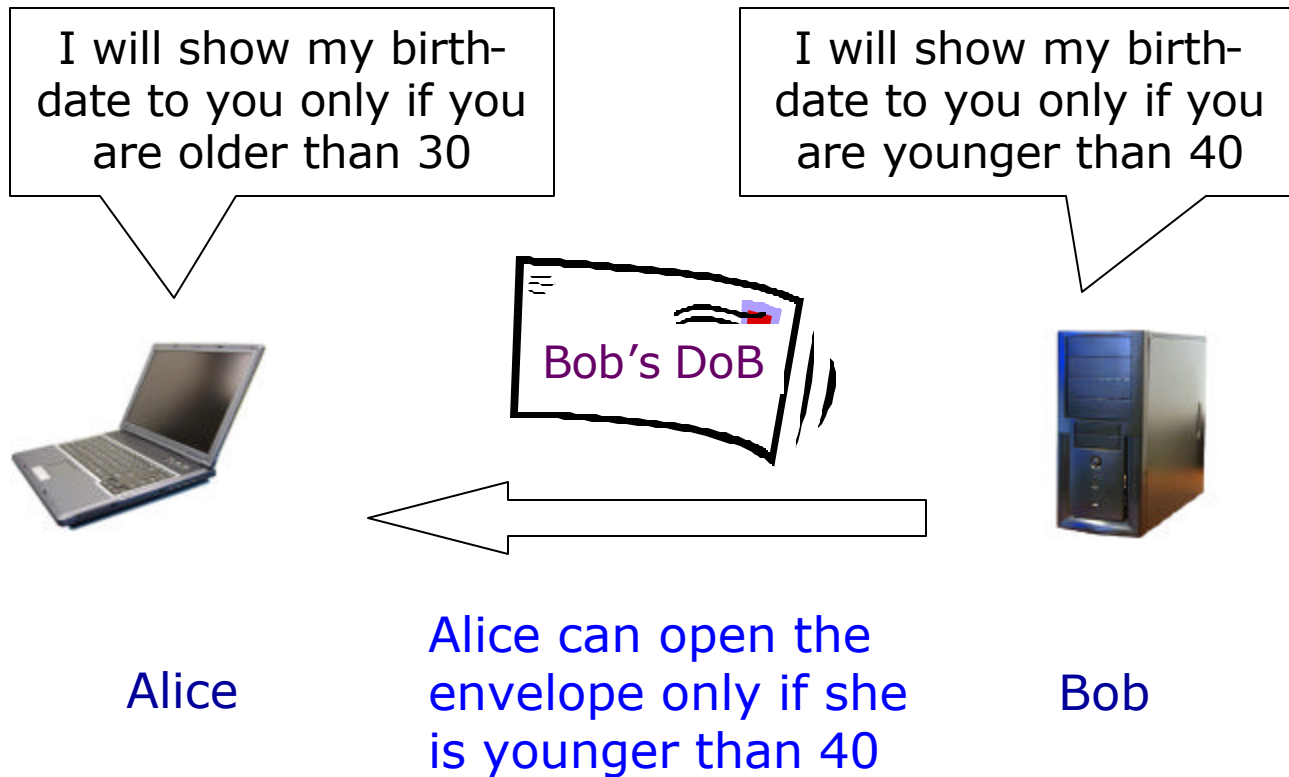 I will show my birth-
date to you only if you
are older than 30
I will show my birth-
date to you only if you
are younger than 40
Bob’s DoB
Alice can open the
envelope only if she
is younger than 40
Alice
Bob